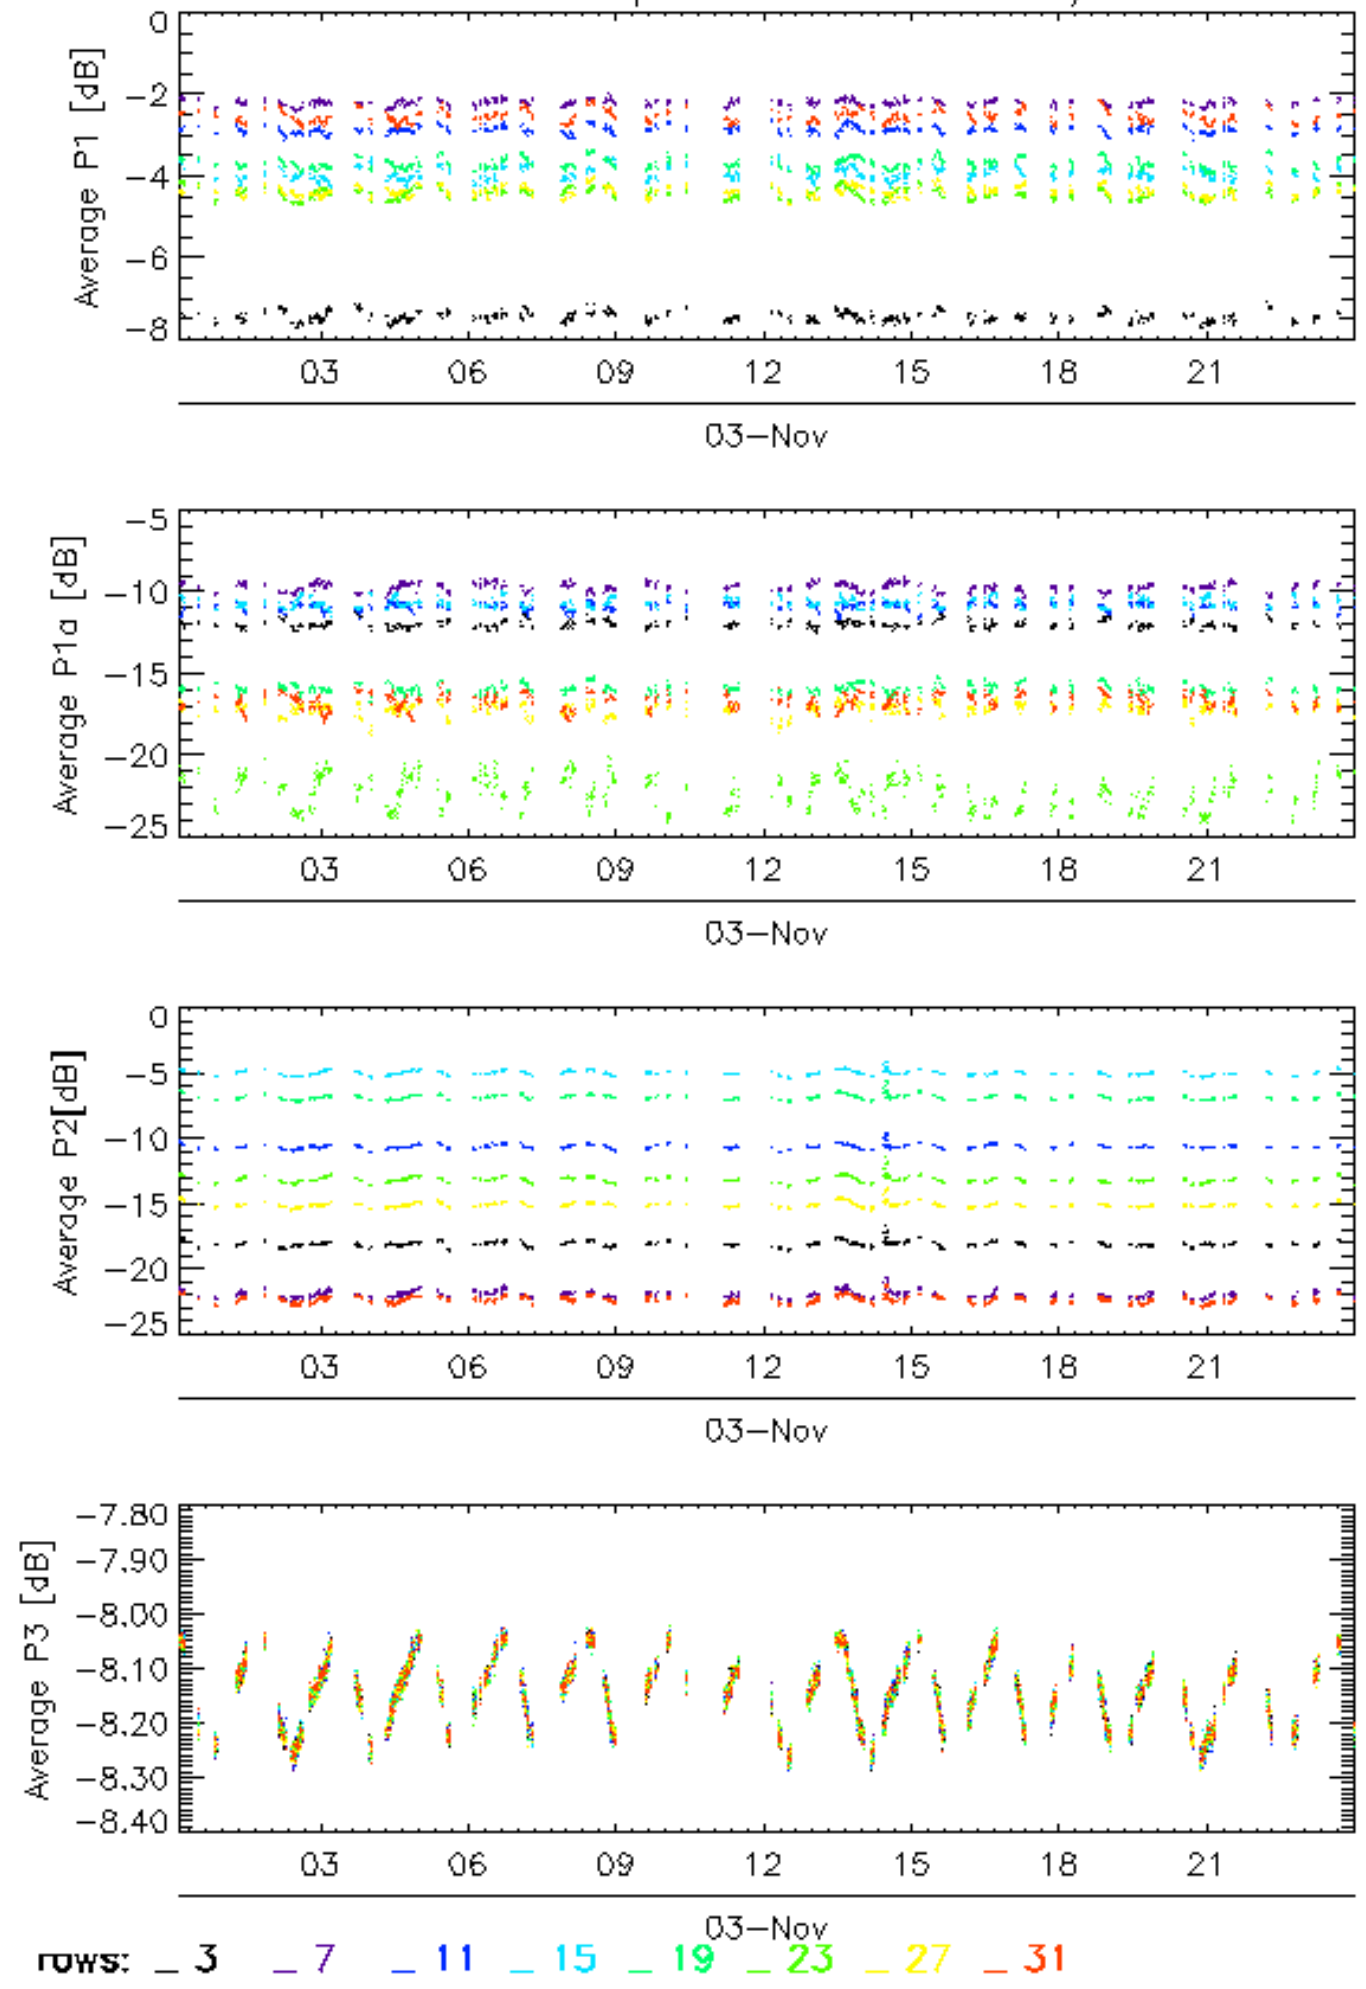 Average P1 [dB]
0
−2
−4
−6
−8
03 06 09 12 15 18 21
03−Nov
Average P1a [dB]
−5
−10
−15
−20
−25
03 06 09 12 15 18 21
03−Nov
Average P2[dB]
0
−5
−10
−15
−20
−25
03 06 09 12 15 18 21
03−Nov
Average P3 [dB]
−7.80
−7.90
−8.00
−8.10
−8.20
−8.30
−8.40
03 06 09 12 15 18 21
03−Nov
rows: _ 3 _ 7 _ 11 _ 15 _ 19 _ 23 _ 27 _ 31